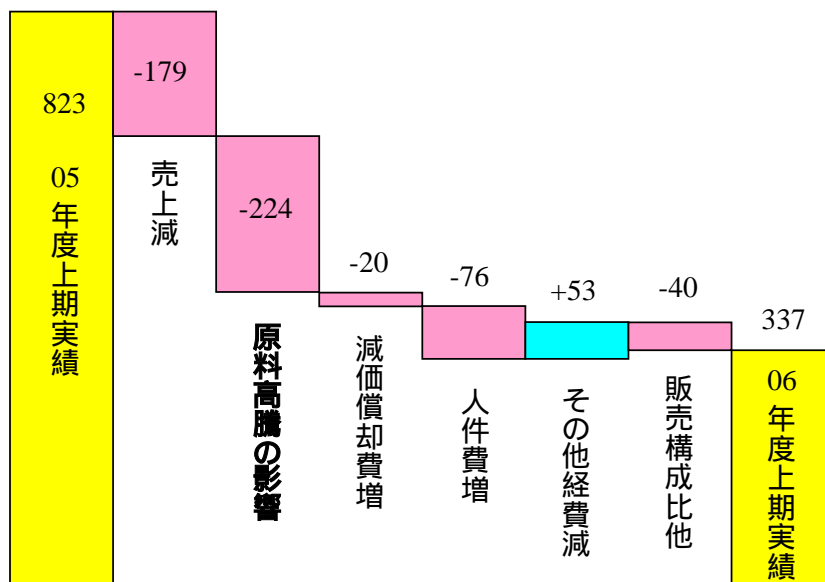 823
05
年度上期実績
-179
売上減
-224
原料高騰の影響
-20
減価償却費増
-76
人件費増
+53
その他経費減
-40
販売構成比他
337
06
年度上期実績